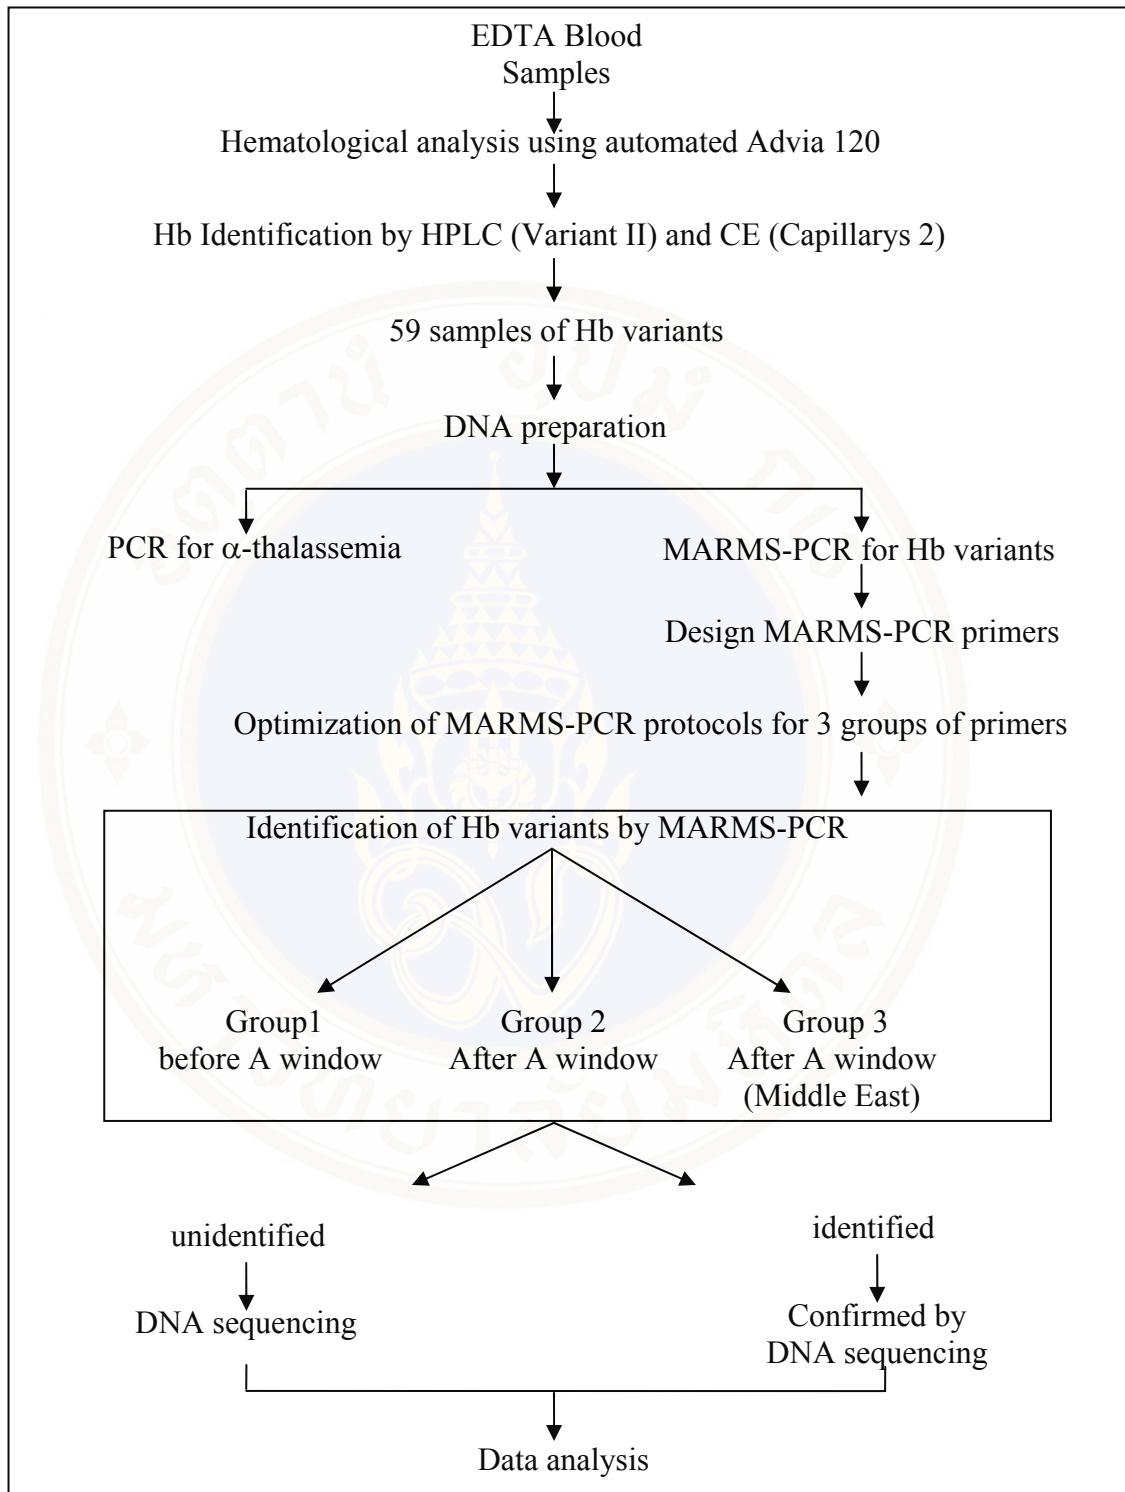 EDTA Blood
Samples
Hematological analysis using automated Advia 120
Hb Identification by HPLC (Variant II) and CE (Capillarys 2)
59 samples of Hb variants
DNA preparation
PCR for α-thalassemia
MARMS-PCR for Hb variants
Design MARMS-PCR primers
Optimization of MARMS-PCR protocols for 3 groups of primers
Identification of Hb variants by MARMS-PCR
Group1
before A window
Group 2
After A window
Group 3
After A window
(Middle East)
unidentified
identified
DNA sequencing
Confirmed by
DNA sequencing
Data analysis